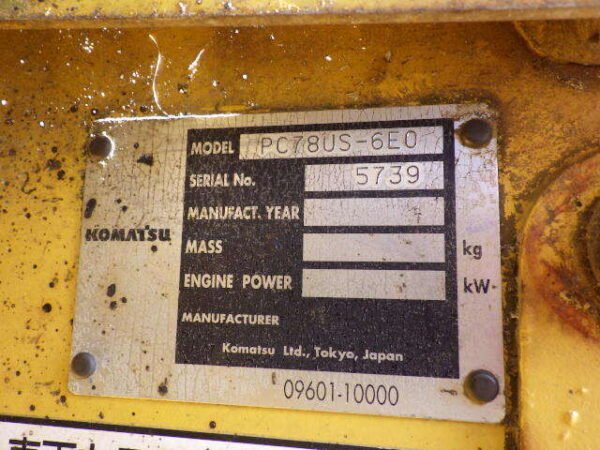 MODEL PC78US-6E0
SERIAL No. 5739
MANUFACT. YEAR
KOMATSU
MASS kg
ENGINE POWER kW
MANUFACTURER
Komatsu Ltd., Tokyo, Japan
09601-10000